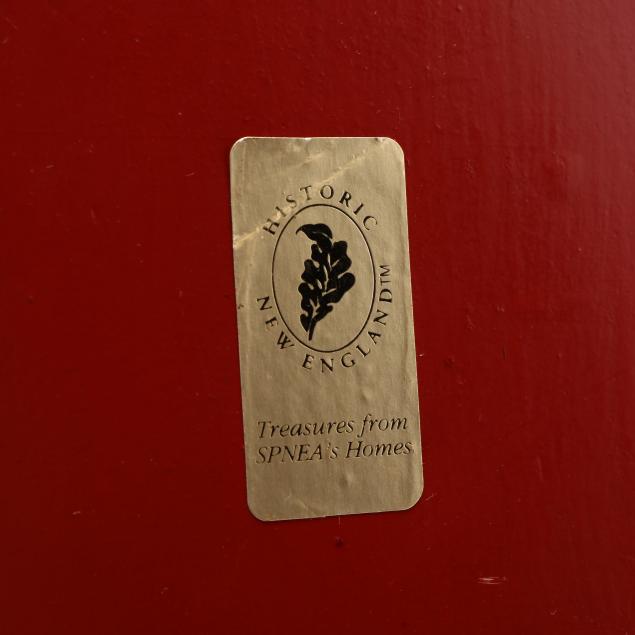 HISTORIC
NEW ENGLAND™
Treasures from
SPNEA's Homes